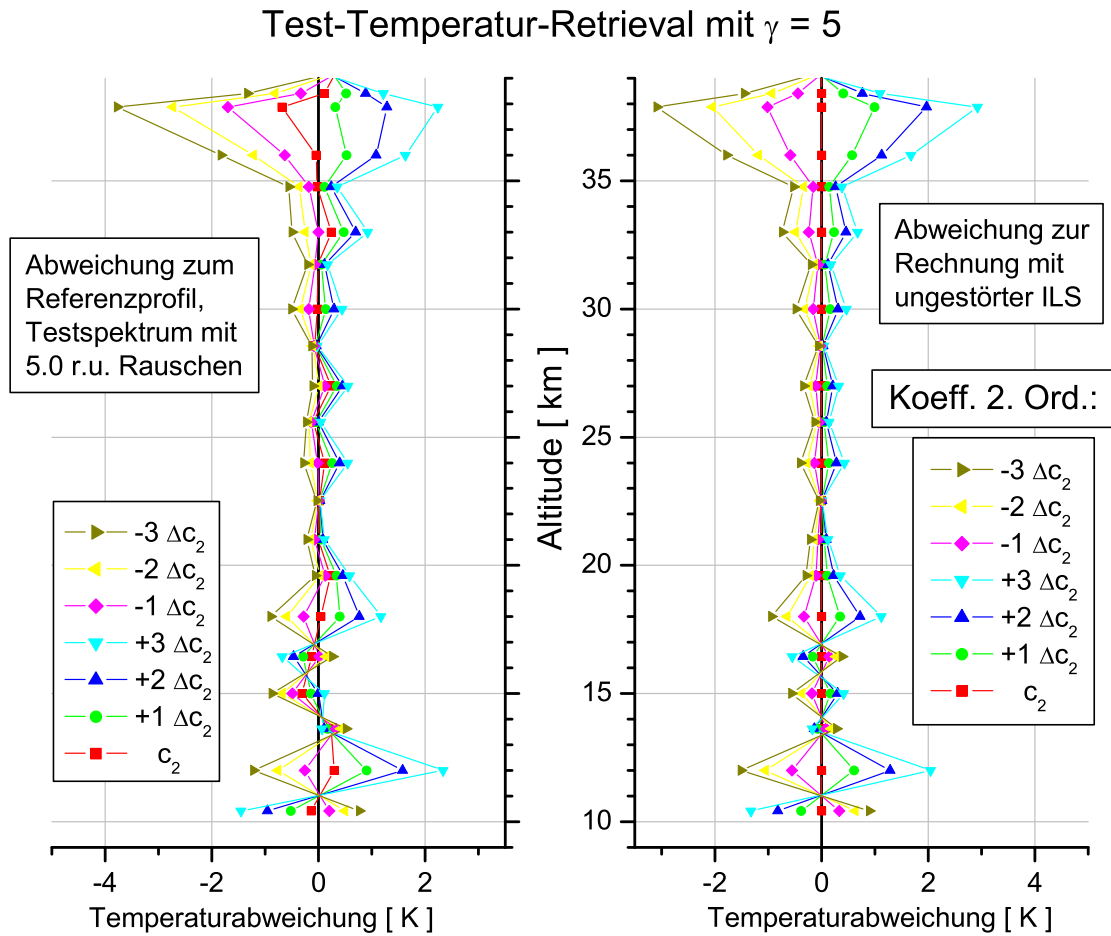 Test-Temperatur-Retrieval mit γ = 5
Abweichung zum
Referenzprofil,
Testspektrum mit
5.0 r.u. Rauschen
-3 Δc₂
-2 Δc₂
-1 Δc₂
+3 Δc₂
+2 Δc₂
+1 Δc₂
c₂
-4 -2 0 2
Temperaturabweichung [ K ]
Altitude [ km ]
35
30
25
20
15
10
Abweichung zur
Rechnung mit
ungestörter ILS
Koeff. 2. Ord.:
-3 Δc₂
-2 Δc₂
-1 Δc₂
+3 Δc₂
+2 Δc₂
+1 Δc₂
c₂
-2 0 2 4
Temperaturabweichung [ K ]